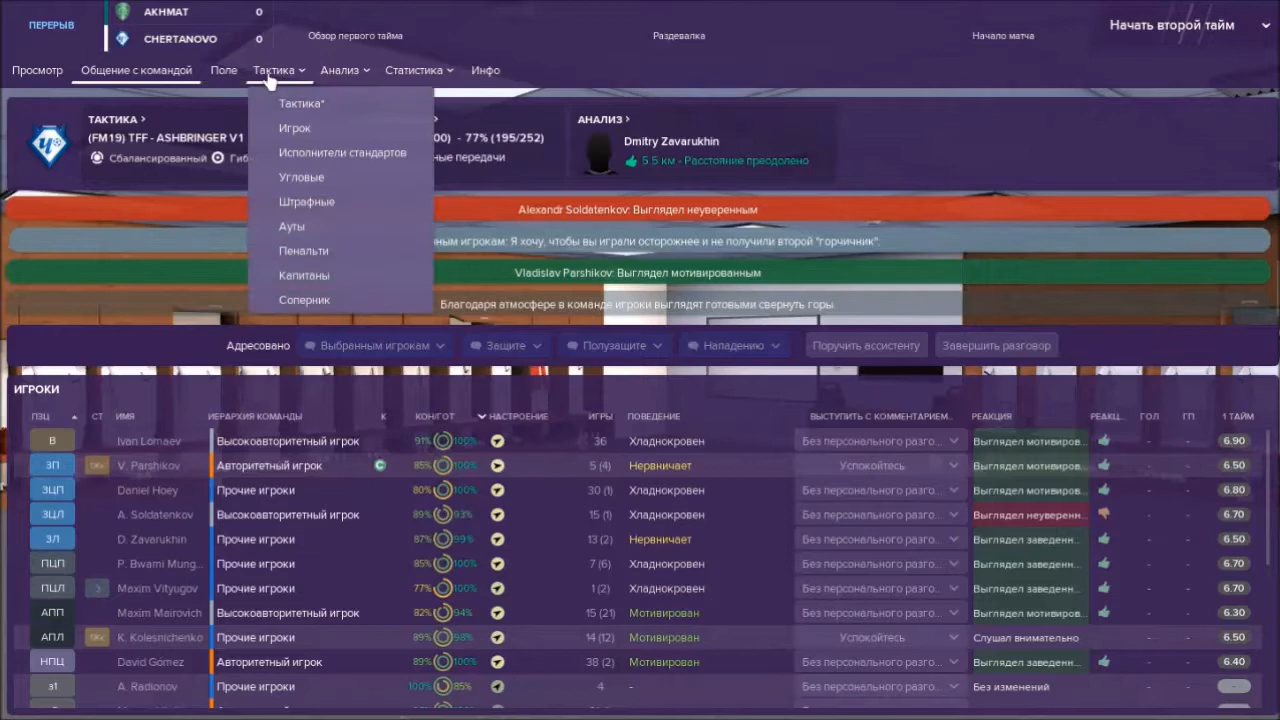 ПЕРЕРЫВ
AKHMAT 0
CHERTANOVO 0
Обзор первого тайма
Раздевалка
Начало матча
Начать второй тайм
Просмотр Общение с командой Поле Тактика Анализ Статистика Инфо
Тактика*
Игрок
Исполнители стандартов
Угловые
Штрафные
Ауты
Пенальти
Капитаны
Соперник
ТАКТИКА >
(FM19) TFF - ASHBRINGER V1
Сбалансированный
- 77% (195/252)
передачи
АНАЛИЗ >
Dmitry Zavarukhin
5.5 км - Расстояние преодолено
Alexandr Soldatenkov: Выглядел неуверенным
игрокам: Я хочу, чтобы вы играли осторожнее и не получили второй "горчичник".
Vladislav Parshikov: Выглядел мотивированным
Благодаря атмосфере в команде игроки выглядят готовыми свернуть горы.
Адресовано Выбранным игрокам Защите Полузащите Нападению Поручить ассистенту Завершить разговор
ИГРОКИ
ПЗЦ СТ ИМЯ ИЕРАРХИЯ КОМАНДЫ К КОН/ГОТ НАСТРОЕНИЕ ИГРЫ ПОВЕДЕНИЕ ВЫСТУПИТЬ С КОММЕНТАРИЕМ... РЕАКЦИЯ РЕАКЦ... ГОЛ ГП 1 ТАЙМ
В Ivan Lomaev Высокоавторитетный игрок 91% 100% 36 Хладнокровен Без персонального разго... Выглядел мотивиров... - - 6.90
ЗП V. Parshikov Авторитетный игрок C 85% 100% 5 (4) Нервничает Успокойтесь Выглядел мотивиров... - - 6.50
ЗЦП Daniel Hoey Прочие игроки 80% 100% 30 (1) Хладнокровен Без персонального разго... Выглядел мотивиров... - - 6.80
ЗЦЛ A. Soldatenkov Высокоавторитетный игрок 89% 93% 15 (1) Хладнокровен Без персонального разго... Выглядел неуверенн... - - 6.70
ЗЛ D. Zavarukhin Прочие игроки 87% 99% 13 (2) Нервничает Без персонального разго... Выглядел заведенн... - - 6.50
ПЦП P. Bwami Mung... Прочие игроки 85% 100% 7 (6) Хладнокровен Без персонального разго... Выглядел заведенн... - - 6.70
ПЦЛ Maxim Vityugov Прочие игроки 77% 100% 1 (2) Хладнокровен Без персонального разго... Выглядел заведенн... - - 6.70
АПП Maxim Mairovich Высокоавторитетный игрок 82% 94% 15 (21) Мотивирован Без персонального разго... Выглядел мотивиров... - - 6.30
АПЛ K. Kolesnichenko Прочие игроки 89% 98% 14 (12) Мотивирован Успокойтесь Слушал внимательно - - 6.50
НПЦ David Gómez Авторитетный игрок 89% 100% 38 (2) Мотивирован Без персонального разго... Выглядел заведенн... - - 6.40
з1 A. Radionov Прочие игроки 100% 85% 4 - Без персонального разго... Без изменений - - -